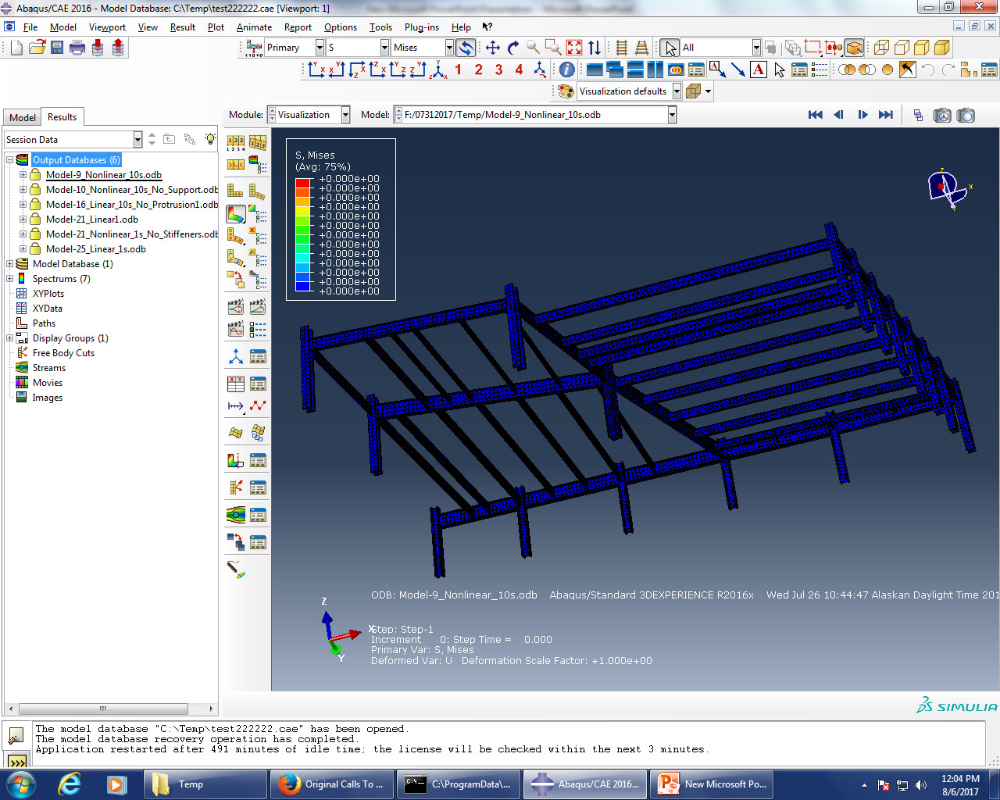 Abaqus/CAE 2016 - Model Database: C:\Temp\test222222.cae [Viewport: 1]
File Model Viewport View Result Plot Animate Report Options Tools Plug-ins Help
Primary S Mises All
1 2 3 4
Visualization defaults
Model Results
Module: Visualization Model: F:/07312017/Temp/Model-9_Nonlinear_10s.odb
Session Data
Output Databases (6)
Model-9_Nonlinear_10s.odb
Model-10_Nonlinear_10s_No_Support.odb
Model-16_Linear_10s_No_Protrusion1.odb
Model-21_Linear1.odb
Model-21_Nonlinear_1s_No_Stiffeners.odb
Model-25_Linear_1s.odb
Model Database (1)
Spectrums (7)
XYPlots
XYData
Paths
Display Groups (1)
Free Body Cuts
Streams
Movies
Images
S, Mises
(Avg: 75%)
+0.000e+00
+0.000e+00
+0.000e+00
+0.000e+00
+0.000e+00
+0.000e+00
+0.000e+00
+0.000e+00
+0.000e+00
+0.000e+00
+0.000e+00
+0.000e+00
+0.000e+00
ODB: Model-9_Nonlinear_10s.odb Abaqus/Standard 3DEXPERIENCE R2016x Wed Jul 26 10:44:47 Alaskan Daylight Time 201
Z
X
Y
Step: Step-1
Increment 0: Step Time = 0.000
Primary Var: S, Mises
Deformed Var: U Deformation Scale Factor: +1.000e+00
SIMULIA
The model database "C:\Temp\test222222.cae" has been opened.
The model database recovery operation has completed.
Application restarted after 491 minutes of idle time; the license will be checked within the next 3 minutes.
>>>
Temp
Original Calls To ...
C:\ProgramData\...
Abaqus/CAE 2016...
New Microsoft Po...
12:04 PM
8/6/2017